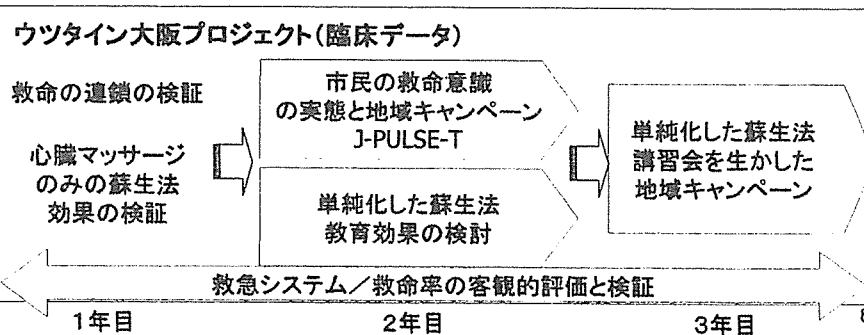 ウツタイン大阪プロジェクト(臨床データ)
救命の連鎖の検証
心臓マッサージ
のみの蘇生法
効果の検証
市民の救命意識
の実態と地域キャンペーン
J-PULSE-T
単純化した蘇生法
教育効果の検討
単純化した蘇生法
講習会を生かした
地域キャンペーン
救急システム／救命率の客観的評価と検証
1年目
2年目
3年目